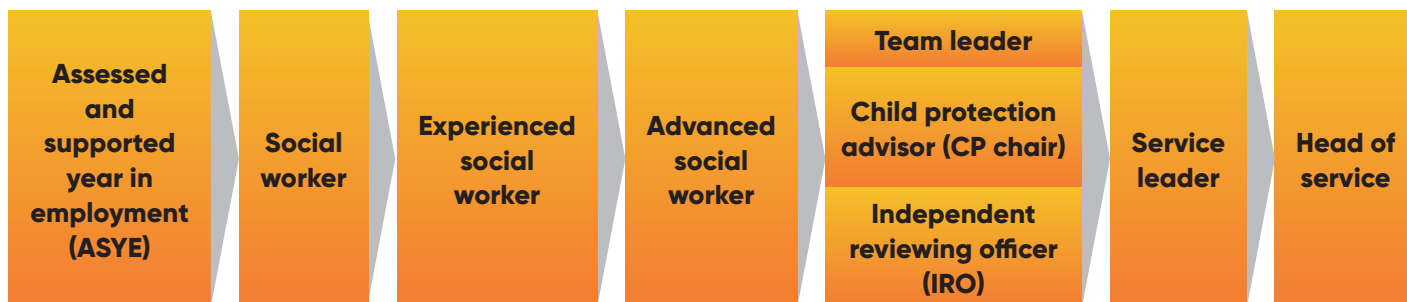 Assessed
and
supported
year in
employment
(ASYE)
Social
worker
Experienced
social
worker
Advanced
social
worker
Team leader
Child protection
advisor (CP chair)
Independent
reviewing officer
(IRO)
Service
leader
Head of
service